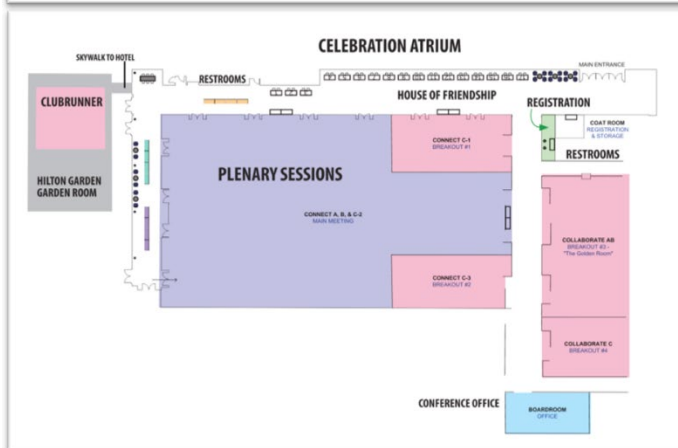 CELEBRATION ATRIUM
SKYWALK TO HOTEL
MAIN ENTRANCE
RESTROOMS
HOUSE OF FRIENDSHIP
REGISTRATION
CLUBRUNNER
COAT ROOM
REGISTRATION
& STORAGE
CONNECT C-1
BREAKOUT #1
RESTROOMS
PLENARY SESSIONS
HILTON GARDEN
GARDEN ROOM
CONNECT A, B, & C-2
MAIN MEETING
COLLABORATE AB
BREAKOUT #3 -
"The Golden Room"
CONNECT C-3
BREAKOUT #2
COLLABORATE C
BREAKOUT #4
CONFERENCE OFFICE
BOARDROOM
OFFICE